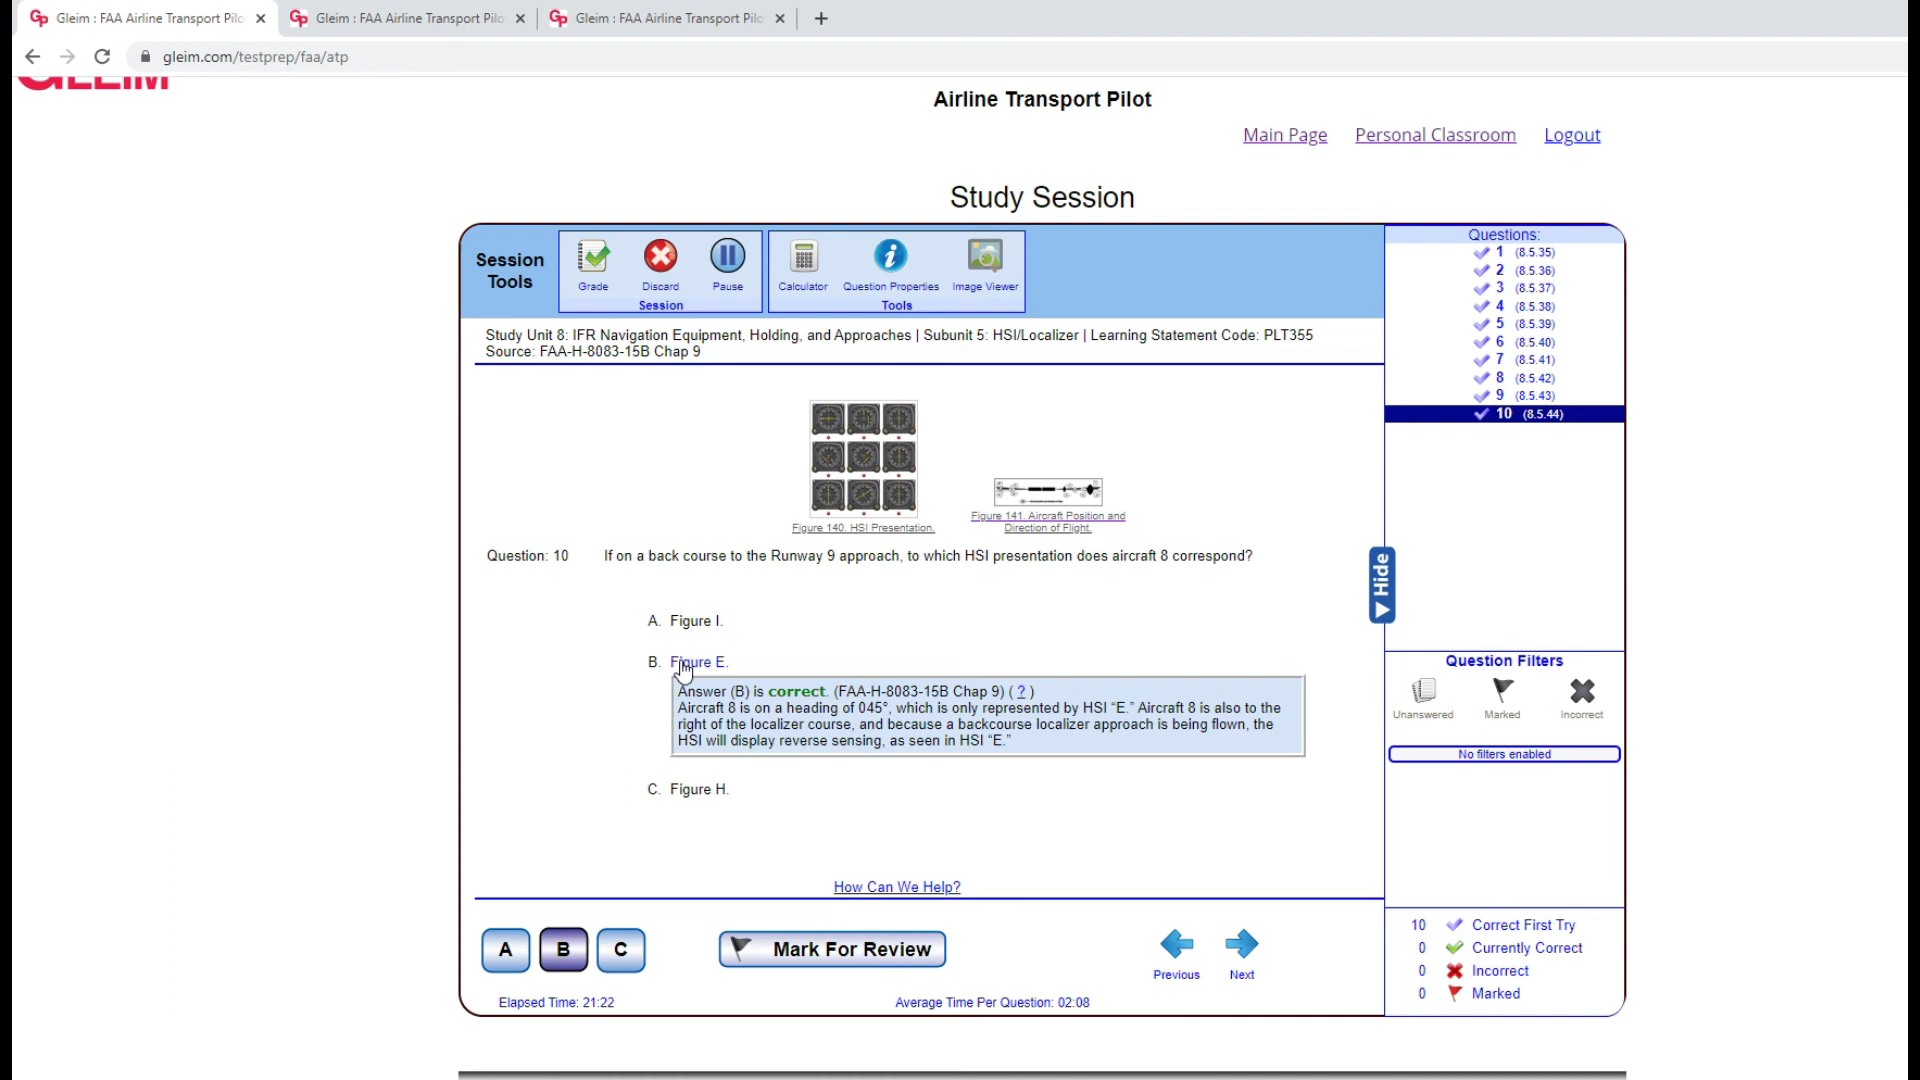 Gleim : FAA Airline Transport Pilo
Gleim : FAA Airline Transport Pilo
Gleim : FAA Airline Transport Pilo
gleim.com/testprep/faa/atp
GLEIM
Airline Transport Pilot
Main Page Personal Classroom Logout
Study Session
Session Tools
Grade Discard Pause
Session
Calculator Question Properties Image Viewer
Tools
Study Unit 8: IFR Navigation Equipment, Holding, and Approaches | Subunit 5: HSI/Localizer | Learning Statement Code: PLT355
Source: FAA-H-8083-15B Chap 9
Figure 140. HSI Presentation.
Figure 141. Aircraft Position and
Direction of Flight.
Question: 10 If on a back course to the Runway 9 approach, to which HSI presentation does aircraft 8 correspond?
A. Figure I.
B. Figure E.
Answer (B) is correct. (FAA-H-8083-15B Chap 9) ( ? )
Aircraft 8 is on a heading of 045°, which is only represented by HSI “E.” Aircraft 8 is also to the
right of the localizer course, and because a backcourse localizer approach is being flown, the
HSI will display reverse sensing, as seen in HSI “E.”
C. Figure H.
How Can We Help?
A B C
Mark For Review
Previous Next
Elapsed Time: 21:22
Average Time Per Question: 02:08
Hide
Questions:
1 (8.5.35)
2 (8.5.36)
3 (8.5.37)
4 (8.5.38)
5 (8.5.39)
6 (8.5.40)
7 (8.5.41)
8 (8.5.42)
9 (8.5.43)
10 (8.5.44)
Question Filters
Unanswered Marked Incorrect
No filters enabled
10 Correct First Try
0 Currently Correct
0 Incorrect
0 Marked